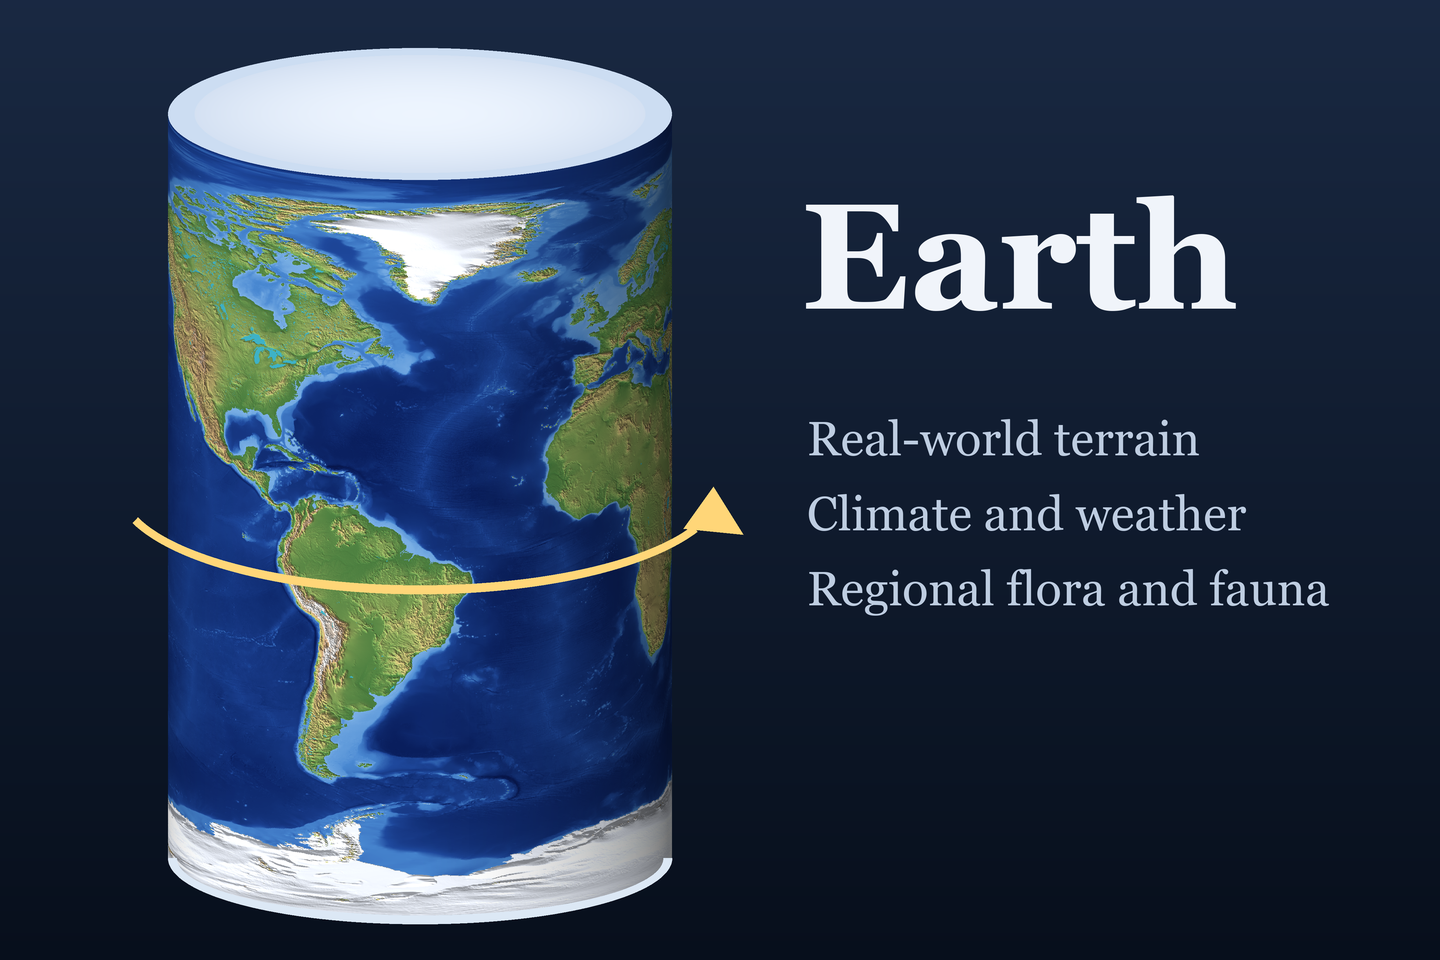 Earth
Real-world terrain
Climate and weather
Regional flora and fauna